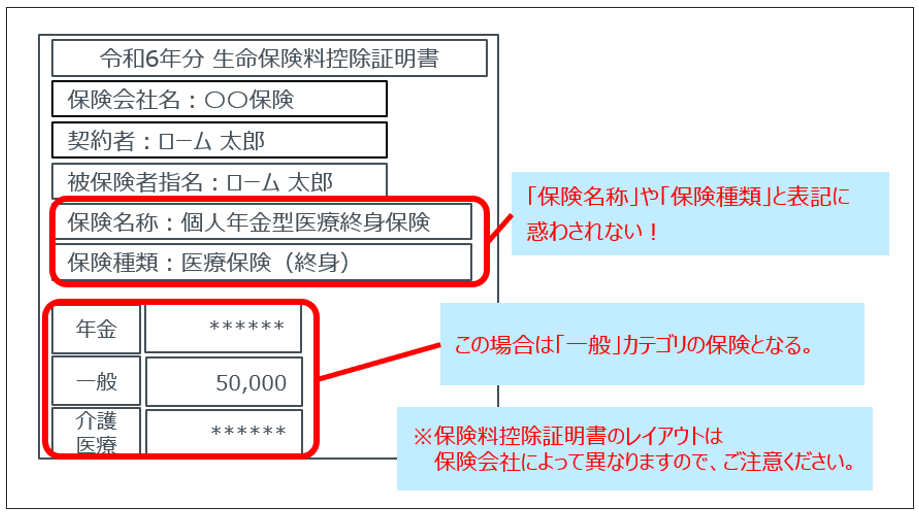 令和6年分 生命保険料控除証明書
保険会社名：〇〇保険
契約者：ローム 太郎
被保険者指名：ローム 太郎
保険名称：個人年金型医療終身保険
保険種類：医療保険（終身）
「保険名称」や「保険種類」と表記に
惑わされない！
年金 ******
一般 50,000
介護
医療 ******
この場合は「一般」カテゴリの保険となる。
※保険料控除証明書のレイアウトは
保険会社によって異なりますので、ご注意ください。